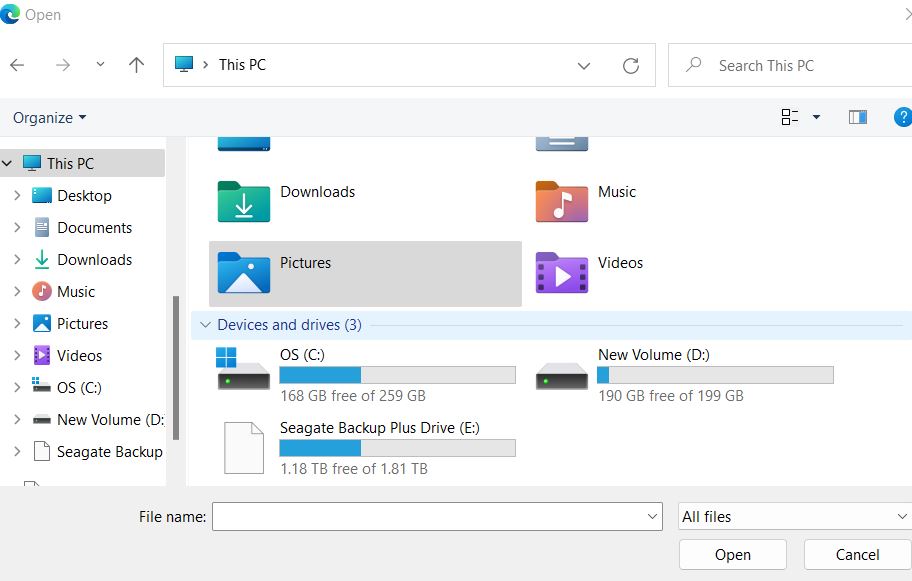 Open
This PC
Search This PC
Organize
This PC
Desktop
Documents
Downloads
Music
Pictures
Videos
OS (C:)
New Volume (D:
Seagate Backup
Downloads
Music
Pictures
Videos
Devices and drives (3)
OS (C:)
168 GB free of 259 GB
New Volume (D:)
190 GB free of 199 GB
Seagate Backup Plus Drive (E:)
1.18 TB free of 1.81 TB
File name:
All files
Open
Cancel